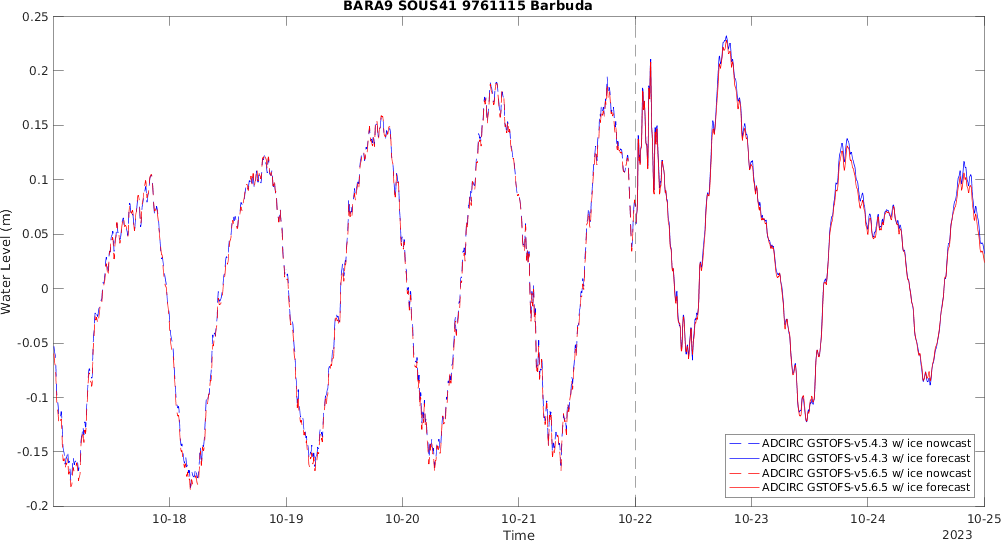 BARA9 SOUS41 9761115 Barbuda
0.25
0.2
0.15
0.1
0.05
0
-0.05
-0.1
-0.15
-0.2
Water Level (m)
ADCIRC GSTOFS-v5.4.3 w/ ice nowcast
ADCIRC GSTOFS-v5.4.3 w/ ice forecast
ADCIRC GSTOFS-v5.6.5 w/ ice nowcast
ADCIRC GSTOFS-v5.6.5 w/ ice forecast
10-18 10-19 10-20 10-21 10-22 10-23 10-24 10-25
Time 2023